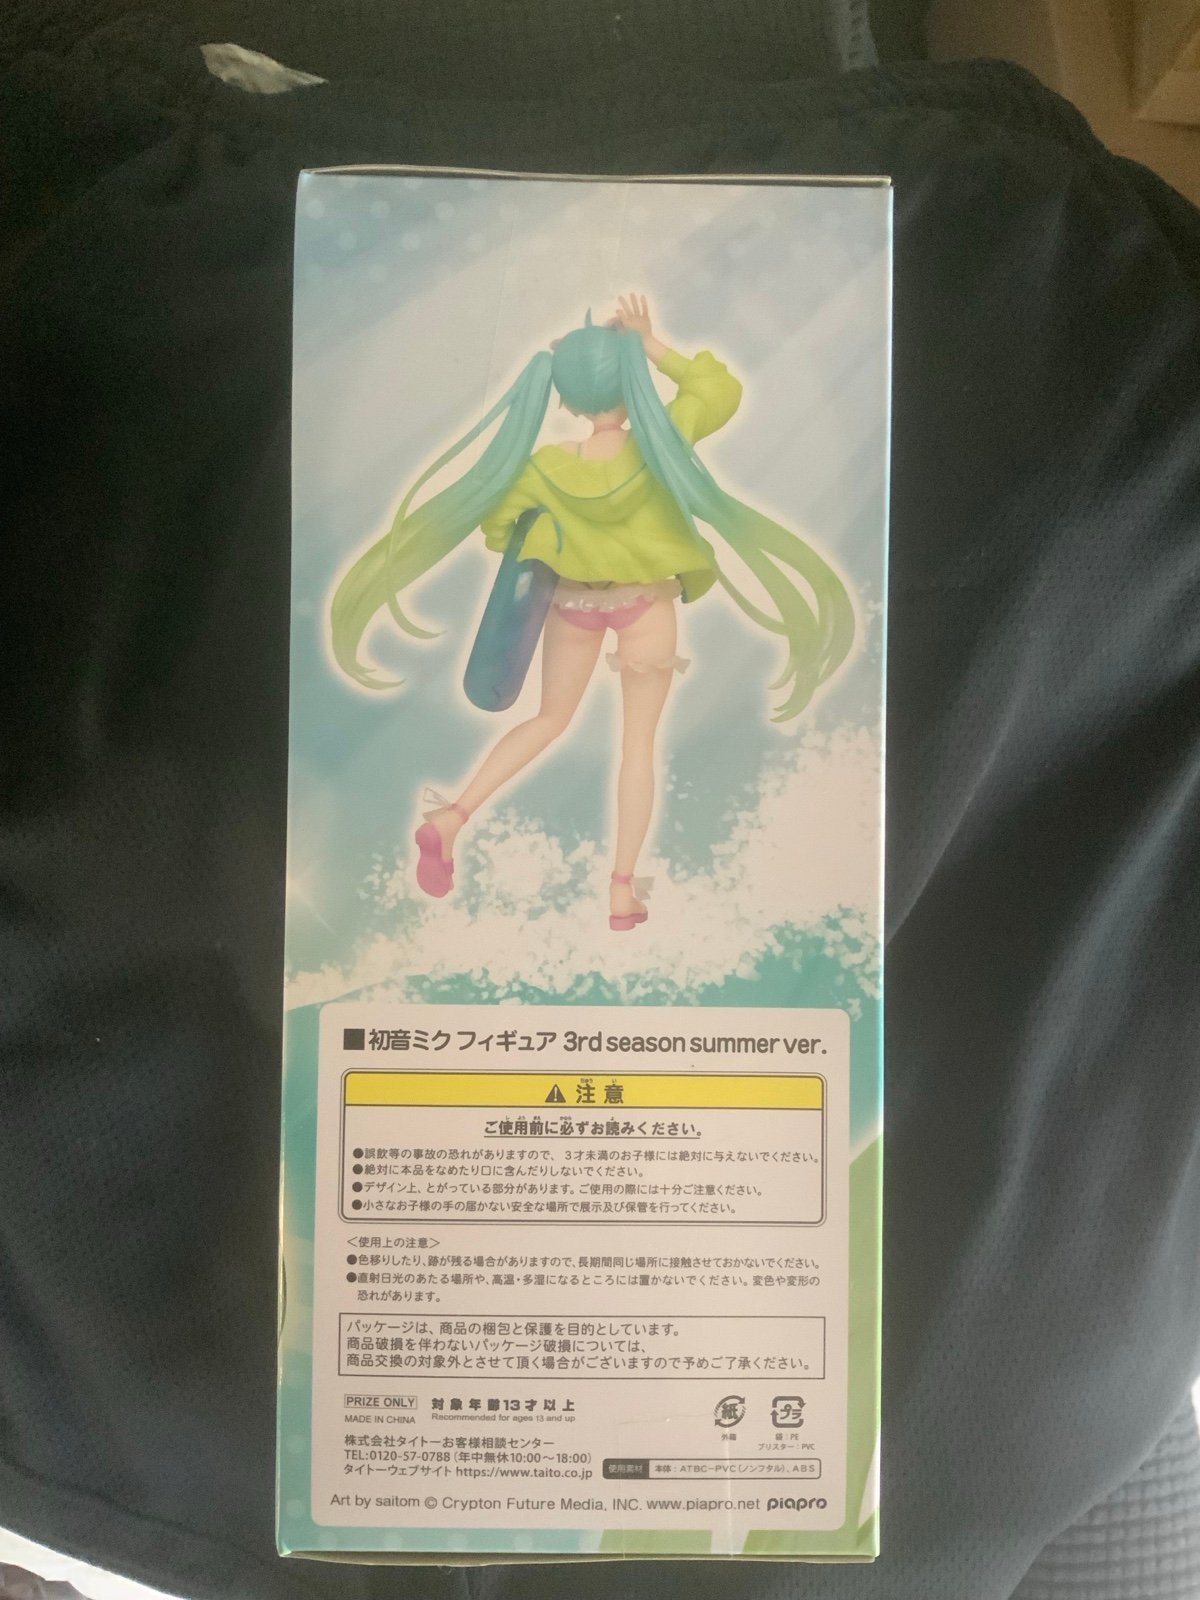 ■初音ミク フィギュア 3rd season summer ver.
⚠注意
ご使用前に必ずお読みください。
●誤飲等の事故の恐れがありますので、3才未満のお子様には絶対に与えないでください。
●絶対に本品をなめたり口に含んだりしないでください。
●デザイン上、とがっている部分があります。ご使用の際には十分ご注意ください。
●小さなお子様の手の届かない安全な場所で展示及び保管を行ってください。
＜使用上の注意＞
●色移りしたり、跡が残る場合がありますので、長期間同じ場所に接触させておかないでください。
●直射日光のあたる場所や、高温・多湿になるところには置かないでください。変色や変形の
恐れがあります。
パッケージは、商品の梱包と保護を目的としています。
商品破損を伴わないパッケージ破損については、
商品交換の対象外とさせて頂く場合がございますので予めご了承ください。
PRIZE ONLY
MADE IN CHINA
対象年齢13才以上
Recommended for ages 13 and up
紙
外箱
プラ
袋：PE
ブリスター：PVC
株式会社タイトーお客様相談センター
TEL:0120-57-0788（年中無休10:00～18:00）
タイトーウェブサイト https://www.taito.co.jp
使用素材 本体：ATBC-PVC（ノンフタル）、ABS
Art by saitom © Crypton Future Media, INC. www.piapro.net piapro